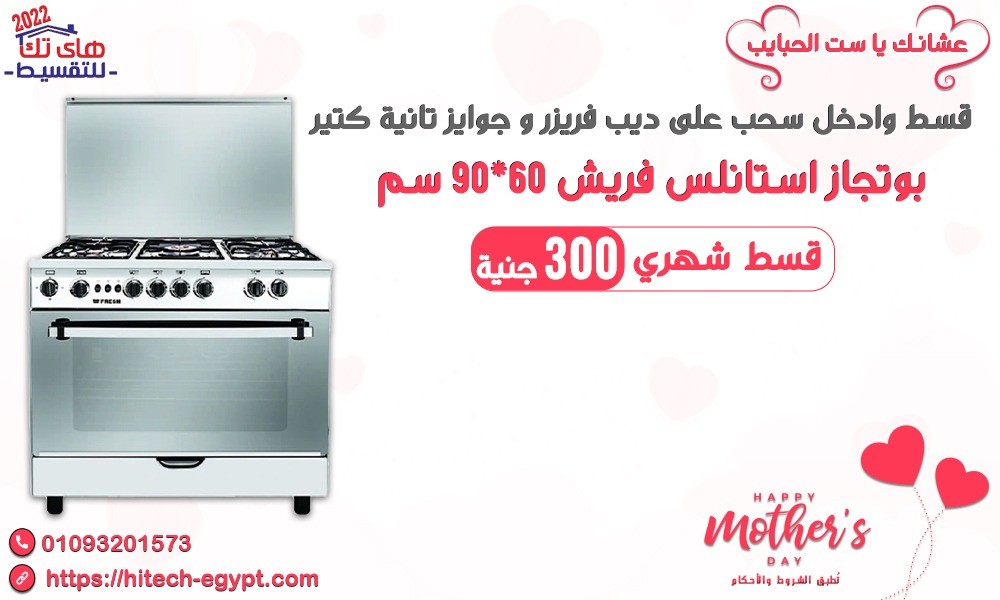 2022
هاى تك
-للتقسيط-
عشانك يا ست الحبايب
قسط وادخل سحب على ديب فريزر و جوايز تانية كتير
بوتجاز استانلس فريش 60*90 سم
قسط شهري 300 جنية
FRESH
HAPPY
Mother's
DAY
تُطبق الشروط والأحكام
01093201573
https://hitech-egypt.com